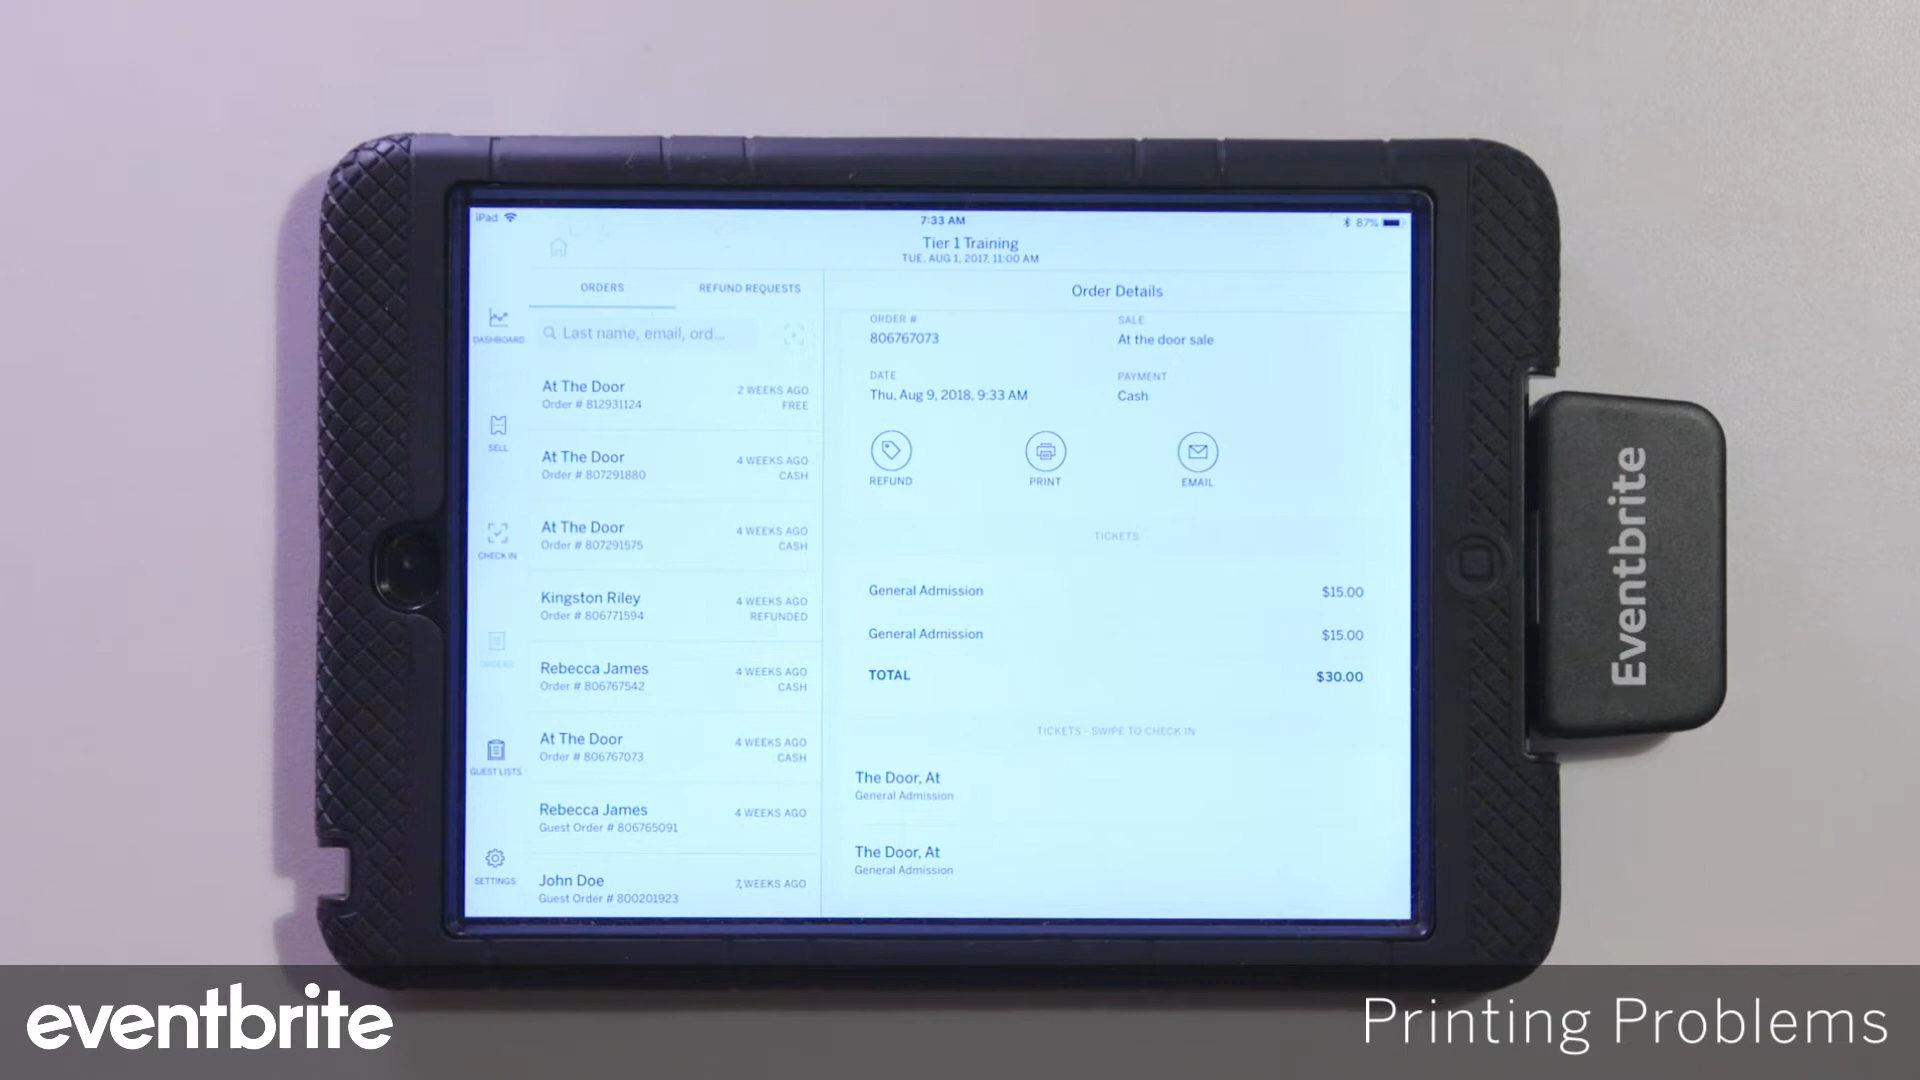 iPad
7:33 AM
87%
Tier 1 Training
TUE, AUG 1, 2017, 11:00 AM
ORDERS
REFUND REQUESTS
Last name, email, ord...
DASHBOARD
SELL
CHECK IN
ORDERS
GUEST LISTS
SETTINGS
At The Door
2 WEEKS AGO
Order # 812931124
FREE
At The Door
4 WEEKS AGO
Order # 807291880
CASH
At The Door
4 WEEKS AGO
Order # 807291575
CASH
Kingston Riley
4 WEEKS AGO
Order # 806771594
REFUNDED
Rebecca James
4 WEEKS AGO
Order # 806767542
CASH
At The Door
4 WEEKS AGO
Order # 806767073
CASH
Rebecca James
4 WEEKS AGO
Guest Order # 806765091
John Doe
7 WEEKS AGO
Guest Order # 800201923
Order Details
ORDER #
806767073
SALE
At the door sale
DATE
Thu, Aug 9, 2018, 9:33 AM
PAYMENT
Cash
REFUND
PRINT
EMAIL
TICKETS
General Admission
$15.00
General Admission
$15.00
TOTAL
$30.00
TICKETS - SWIPE TO CHECK IN
The Door, At
General Admission
The Door, At
General Admission
Eventbrite
eventbrite
Printing Problems